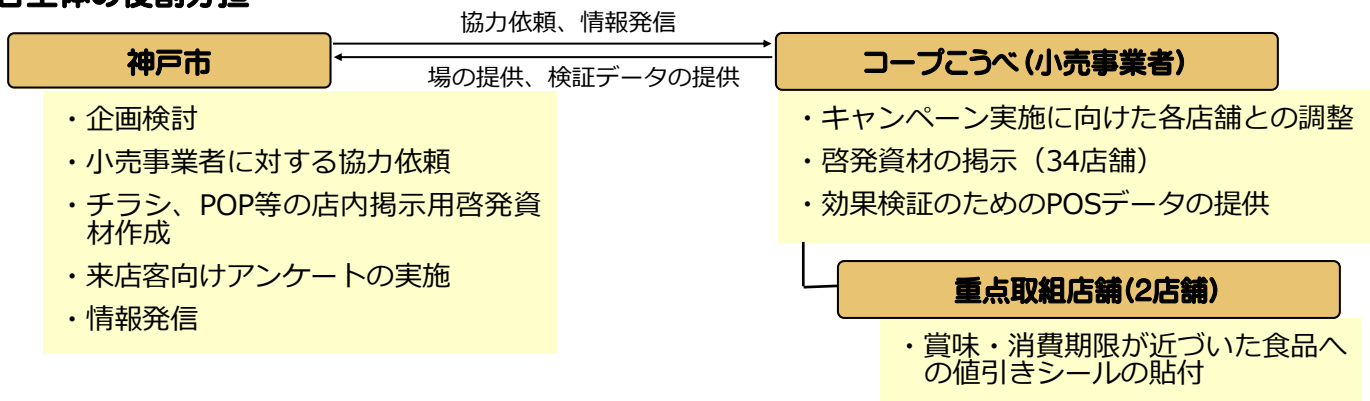 各主体の役割分担
協力依頼、情報発信
神戸市
場の提供、検証データの提供
コープこうべ(小売事業者)
・企画検討
・小売事業者に対する協力依頼
・チラシ、POP等の店内掲示用啓発資
材作成
・来店客向けアンケートの実施
・情報発信
・キャンペーン実施に向けた各店舗との調整
・啓発資材の掲示（34店舗）
・効果検証のためのPOSデータの提供
重点取組店舗(2店舗)
・賞味・消費期限が近づいた食品へ
の値引きシールの貼付